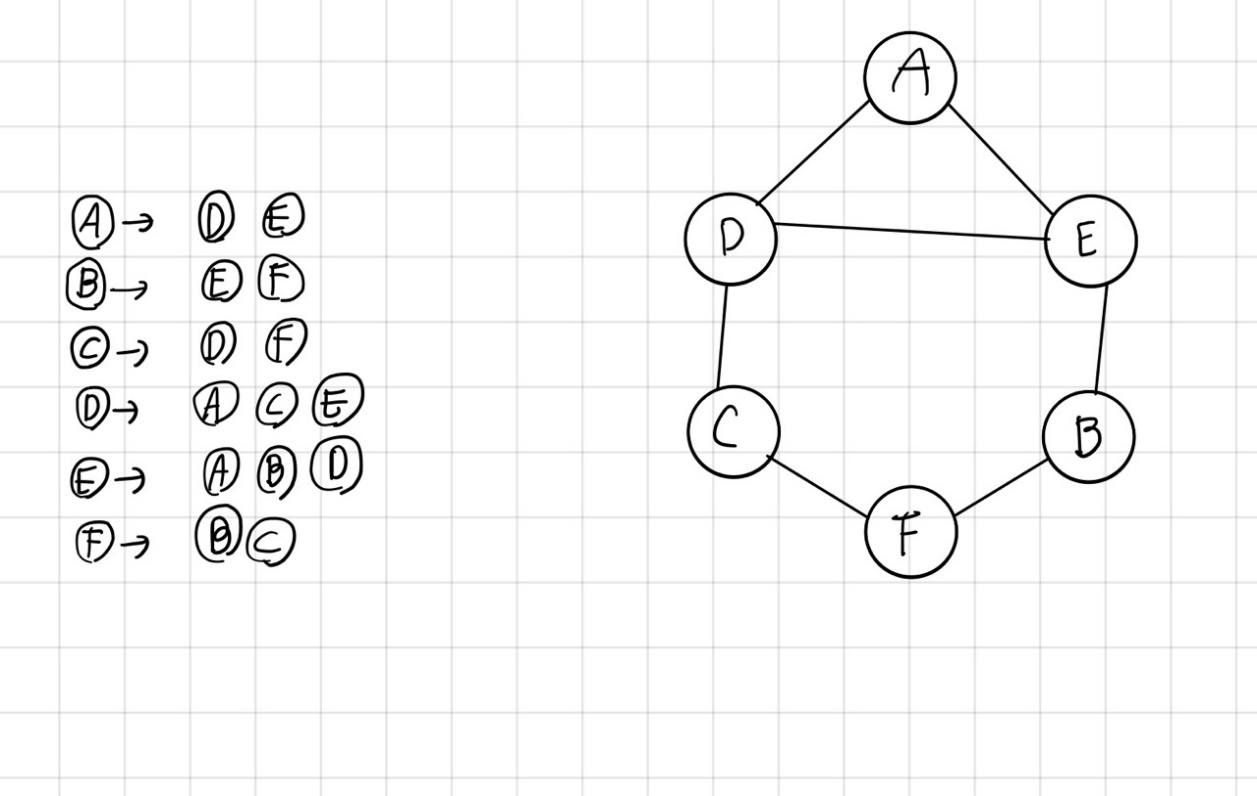 A → D E
B → E F
C → D F
D → A C E
E → A B D
F → B C
A
D
E
C
B
F